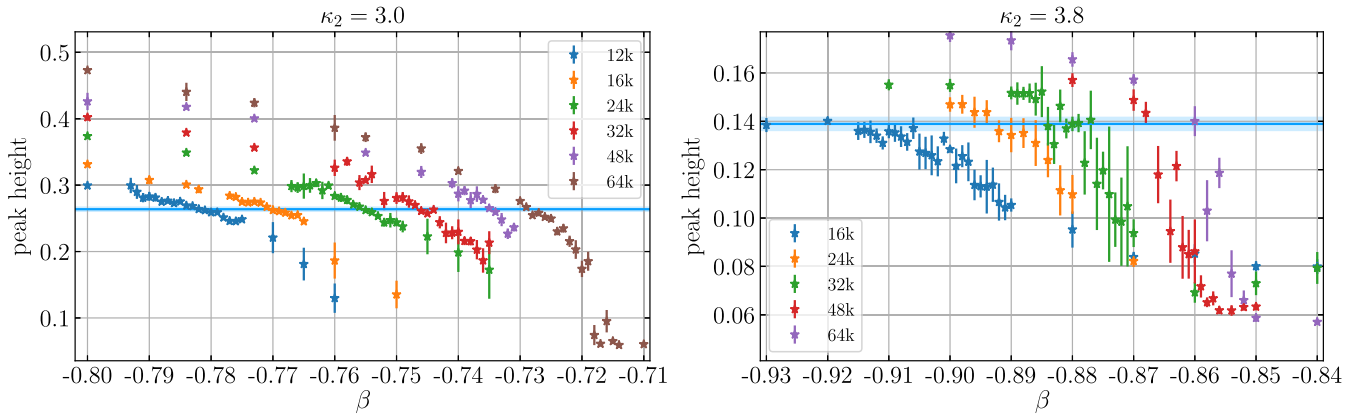 κ₂ = 3.0
peak height
0.5
0.4
0.3
0.2
0.1
12k
16k
24k
32k
48k
64k
-0.80 -0.79 -0.78 -0.77 -0.76 -0.75 -0.74 -0.73 -0.72 -0.71
β
κ₂ = 3.8
peak height
0.16
0.14
0.12
0.10
0.08
0.06
16k
24k
32k
48k
64k
-0.93 -0.92 -0.91 -0.90 -0.89 -0.88 -0.87 -0.86 -0.85 -0.84
β